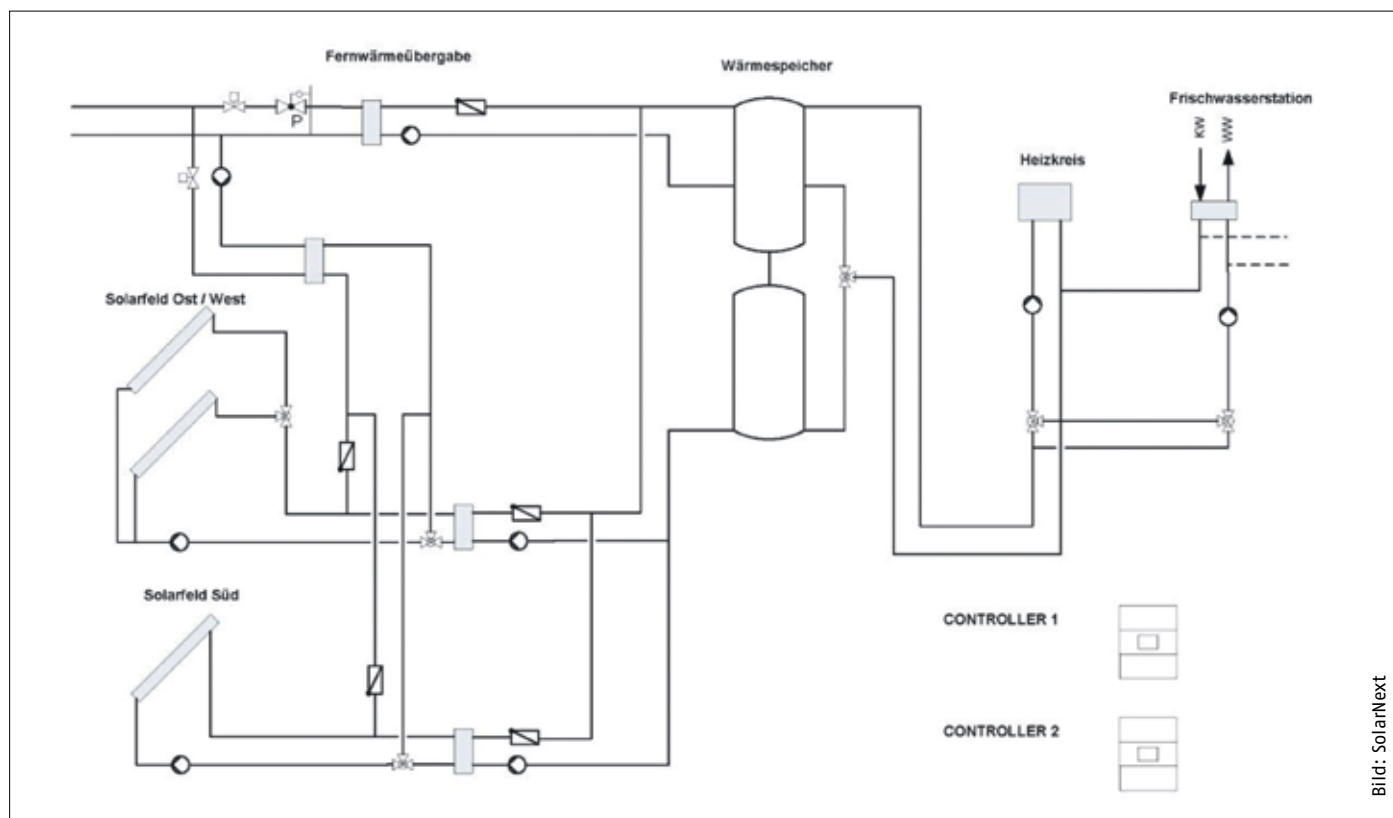 Fernwärmeübergabe
Wärmespeicher
Frischwasserstation
KW
WW
P
Heizkreis
Solarfeld Ost / West
Solarfeld Süd
CONTROLLER 1
CONTROLLER 2
Bild: SolarNext